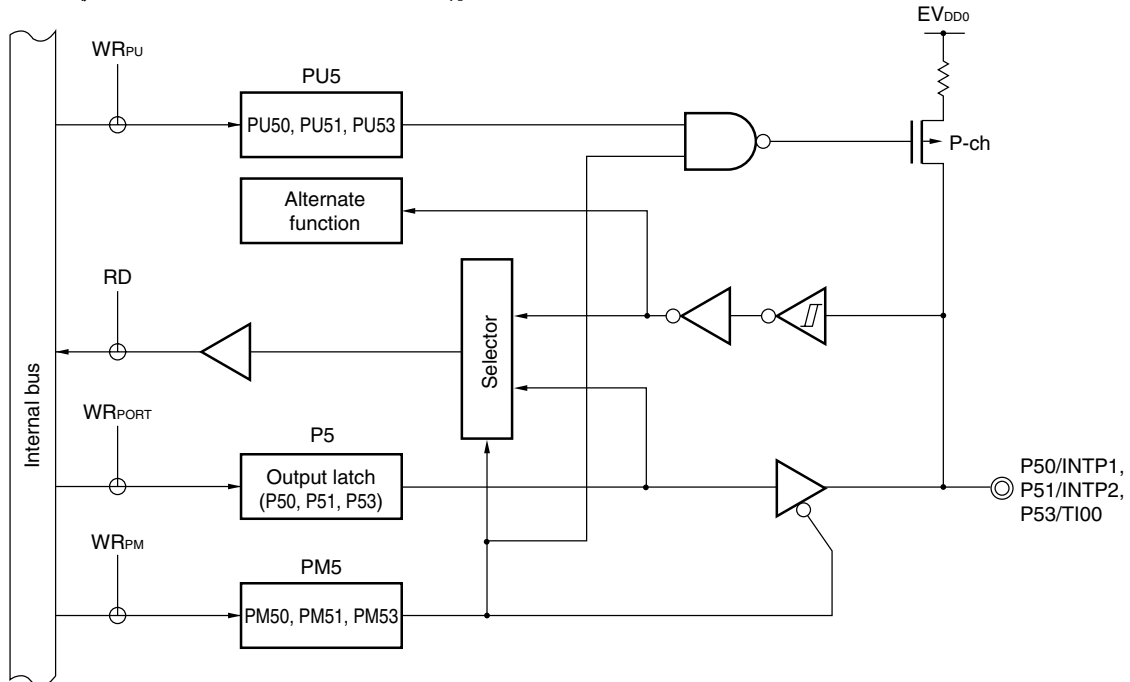 EVDD0
WRPU
PU5
PU50, PU51, PU53
P-ch
Alternate
function
RD
Selector
Internal bus
WRPORT
P5
Output latch
(P50, P51, P53)
P50/INTP1,
P51/INTP2,
P53/TI00
WRPM
PM5
PM50, PM51, PM53